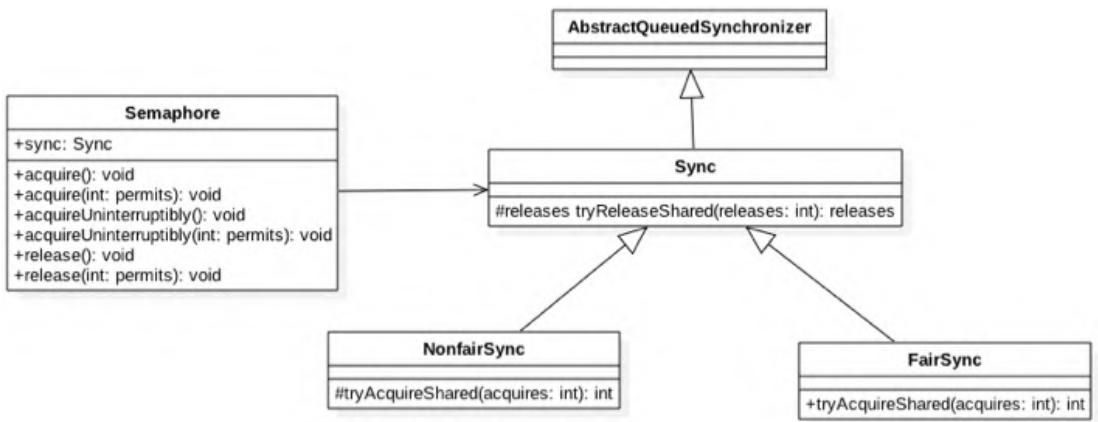 AbstractQueuedSynchronizer
Semaphore
+sync: Sync
+acquire(): void
+acquire(int: permits): void
+acquireUninterruptibly(): void
+acquireUninterruptibly(int: permits): void
+release(): void
+release(int: permits): void
Sync
#releases tryReleaseShared(releases: int): releases
NonfairSync
#tryAcquireShared(acquires: int): int
FairSync
+tryAcquireShared(acquires: int): int